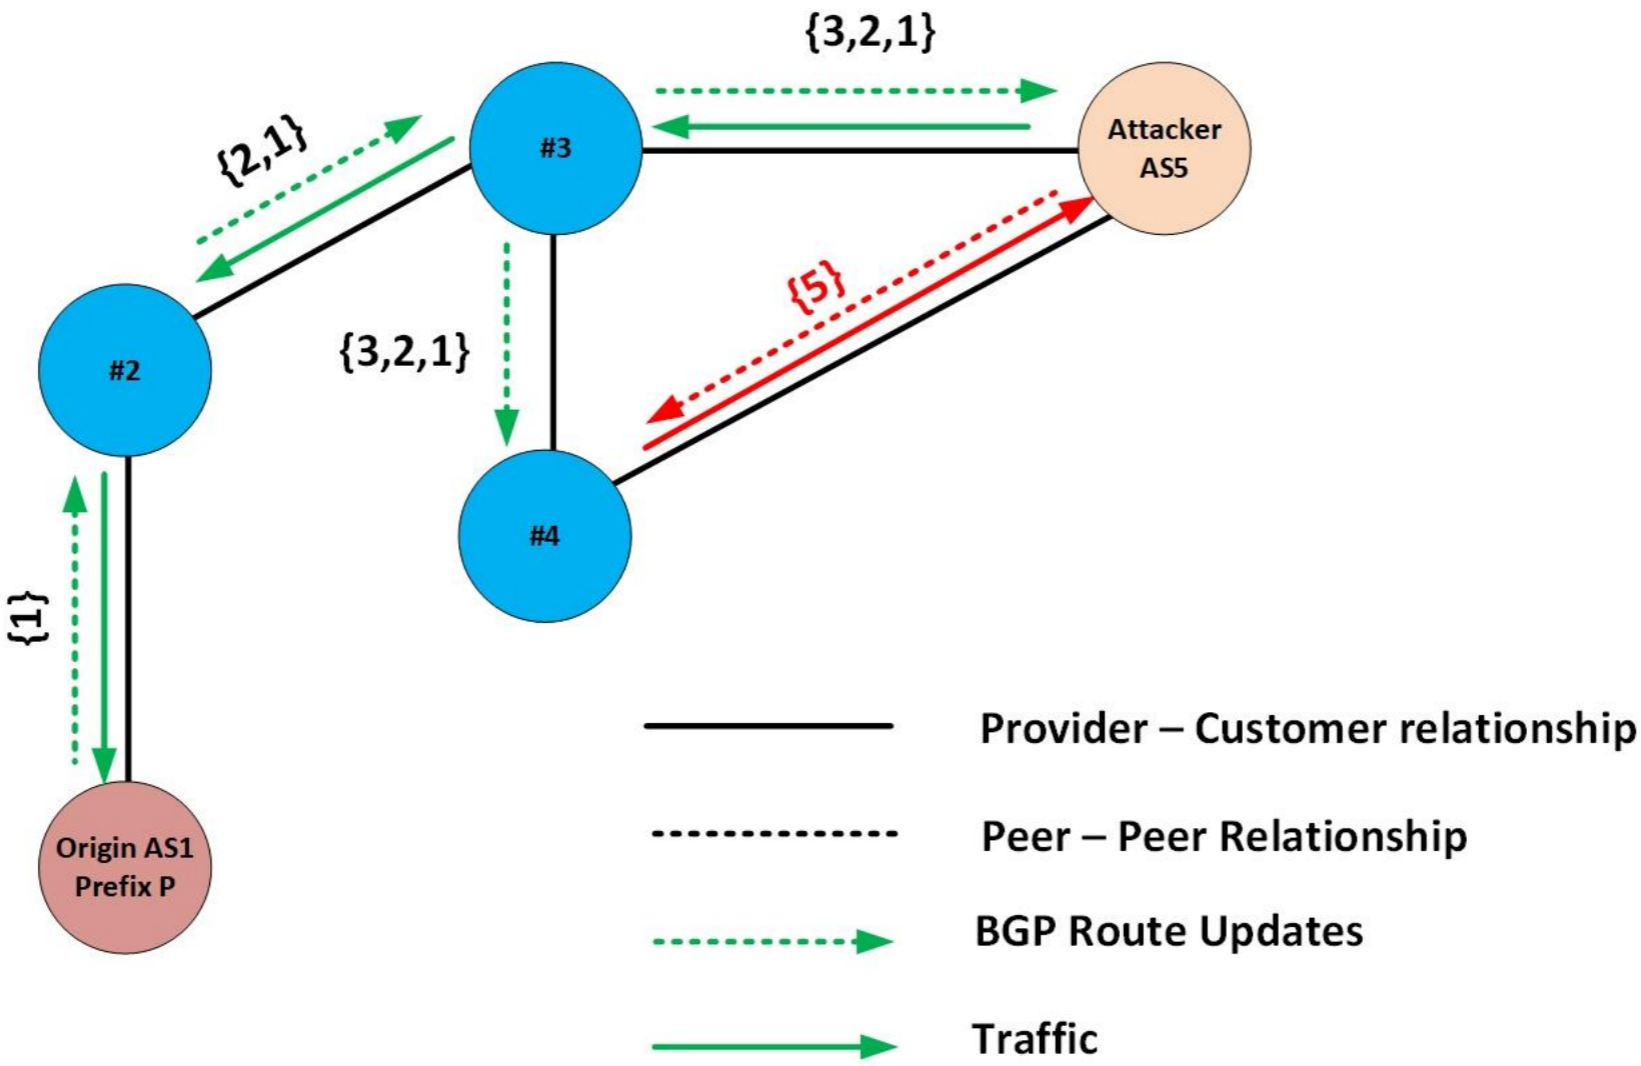 {3,2,1}
{2,1}
#3
Attacker
AS5
{5}
{3,2,1}
#2
#4
{1}
Origin AS1
Prefix P
Provider – Customer relationship
Peer – Peer Relationship
BGP Route Updates
Traffic